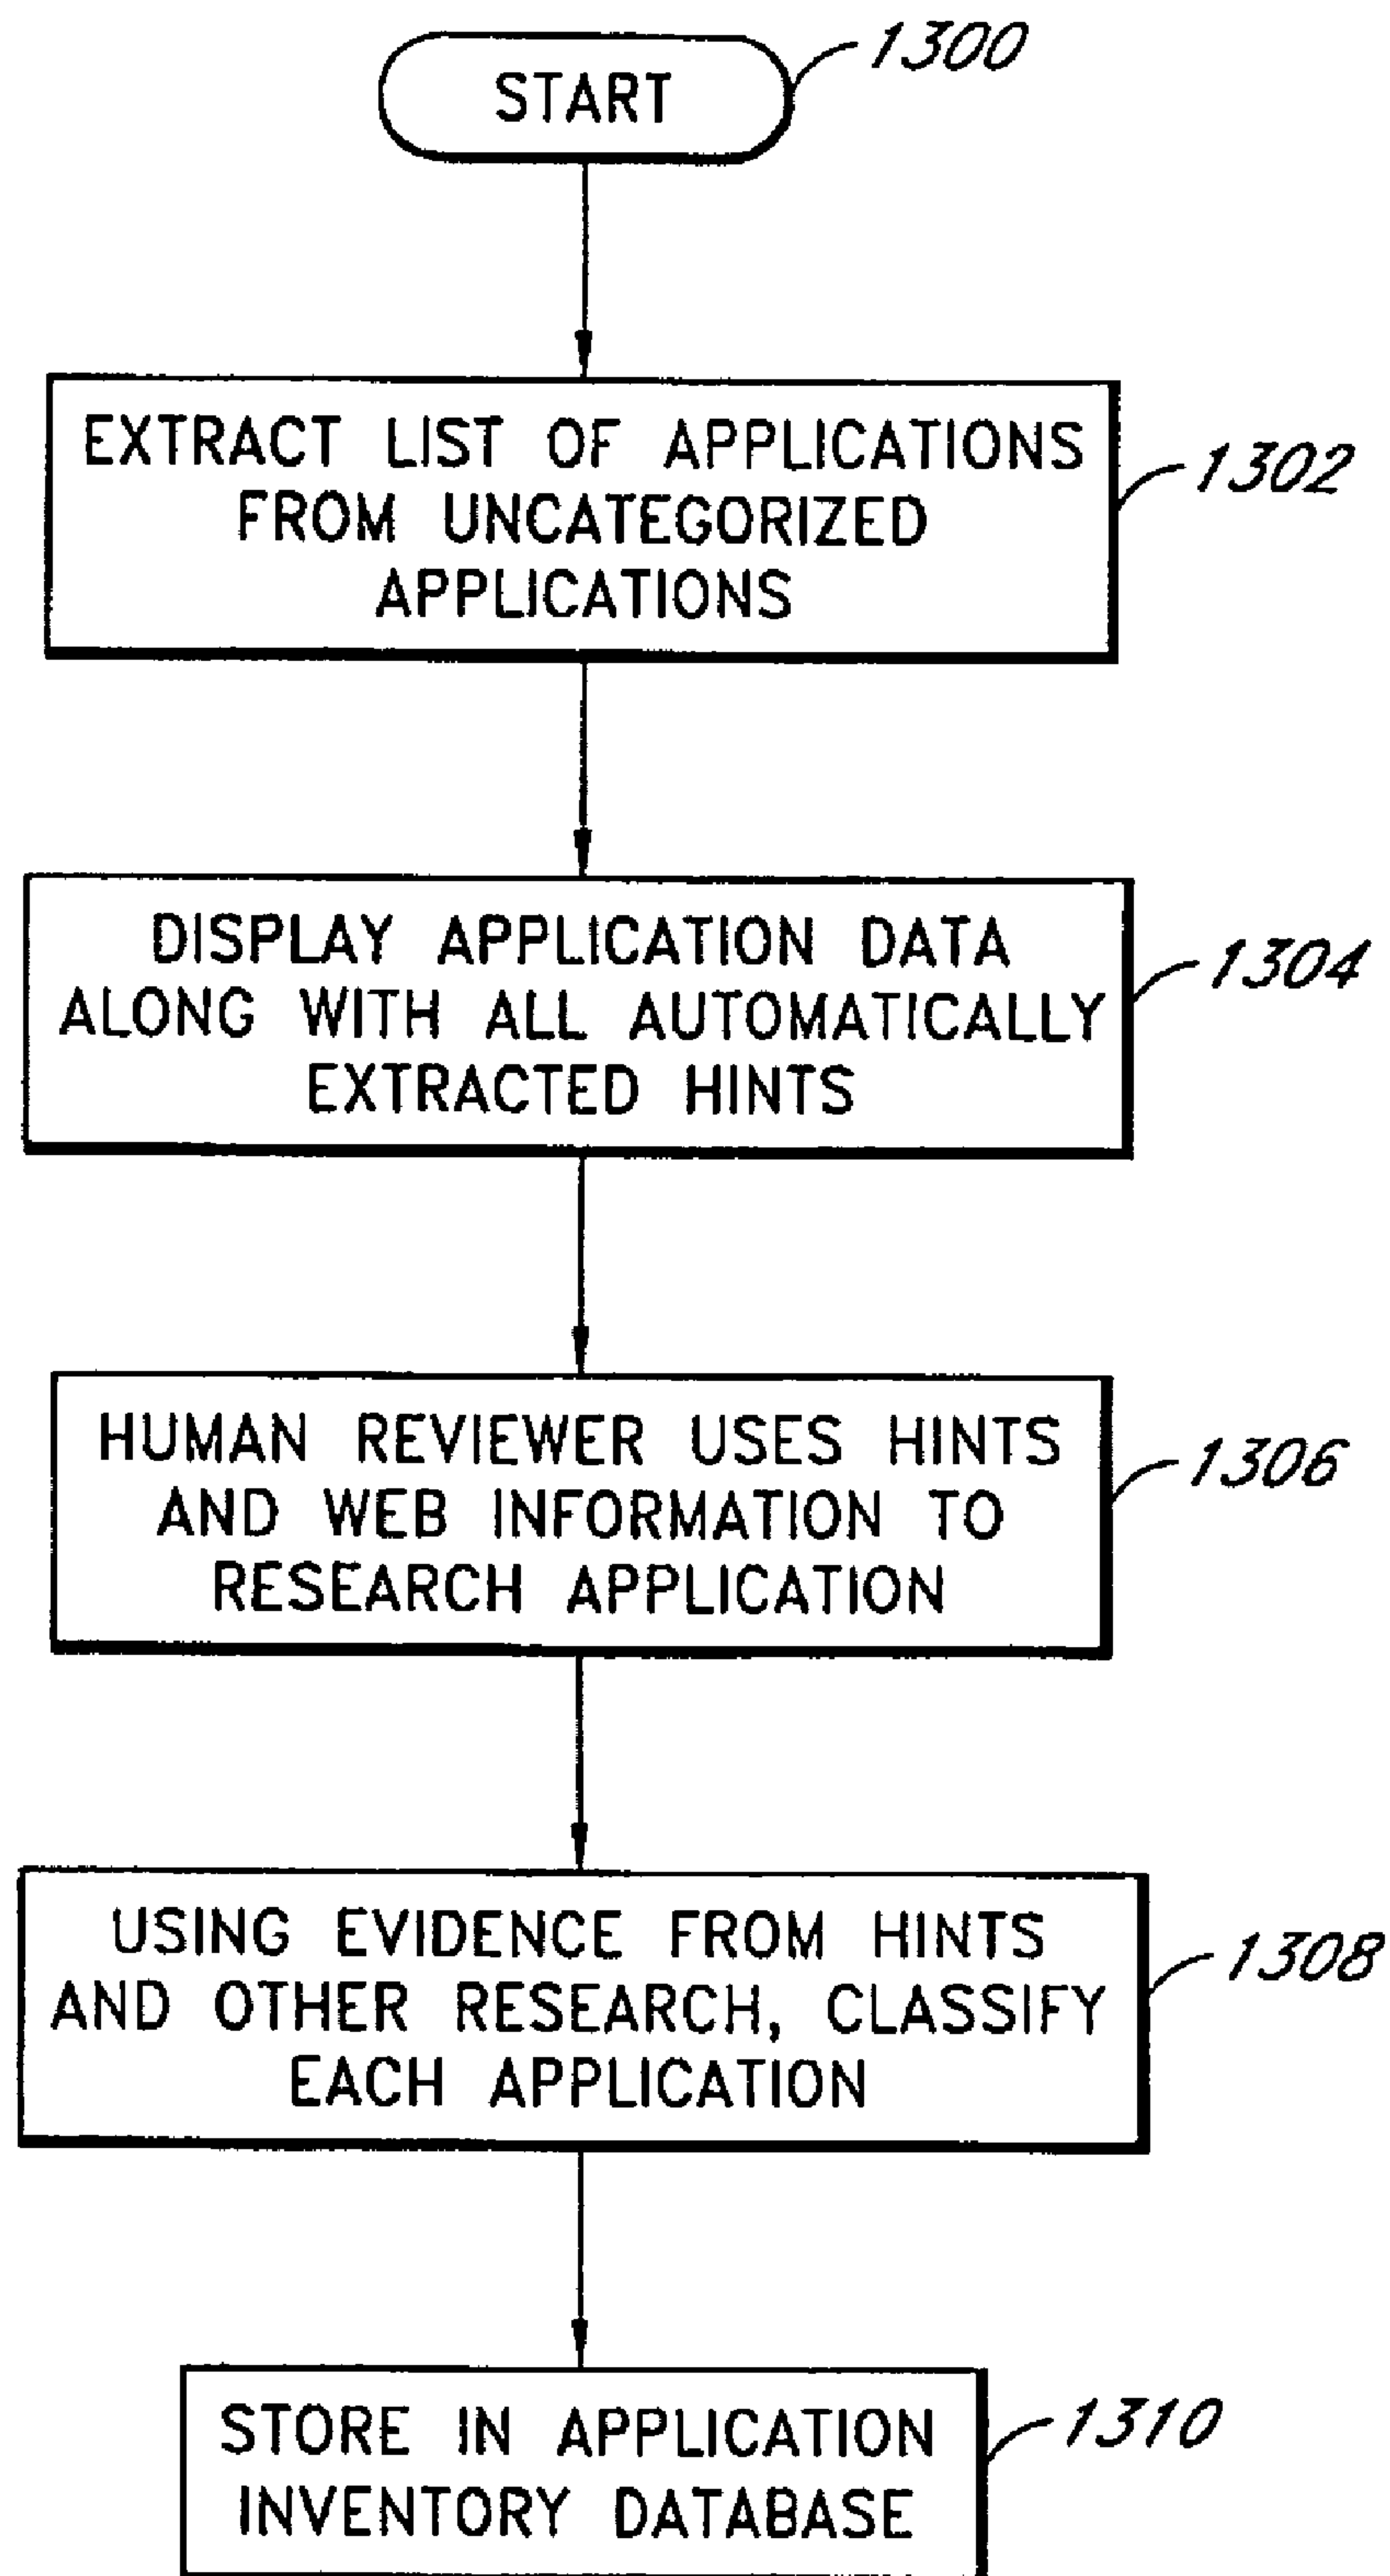 START
1300
EXTRACT LIST OF APPLICATIONS
FROM UNCATEGORIZED
APPLICATIONS
1302
DISPLAY APPLICATION DATA
ALONG WITH ALL AUTOMATICALLY
EXTRACTED HINTS
1304
HUMAN REVIEWER USES HINTS
AND WEB INFORMATION TO
RESEARCH APPLICATION
1306
USING EVIDENCE FROM HINTS
AND OTHER RESEARCH, CLASSIFY
EACH APPLICATION
1308
STORE IN APPLICATION
INVENTORY DATABASE
1310